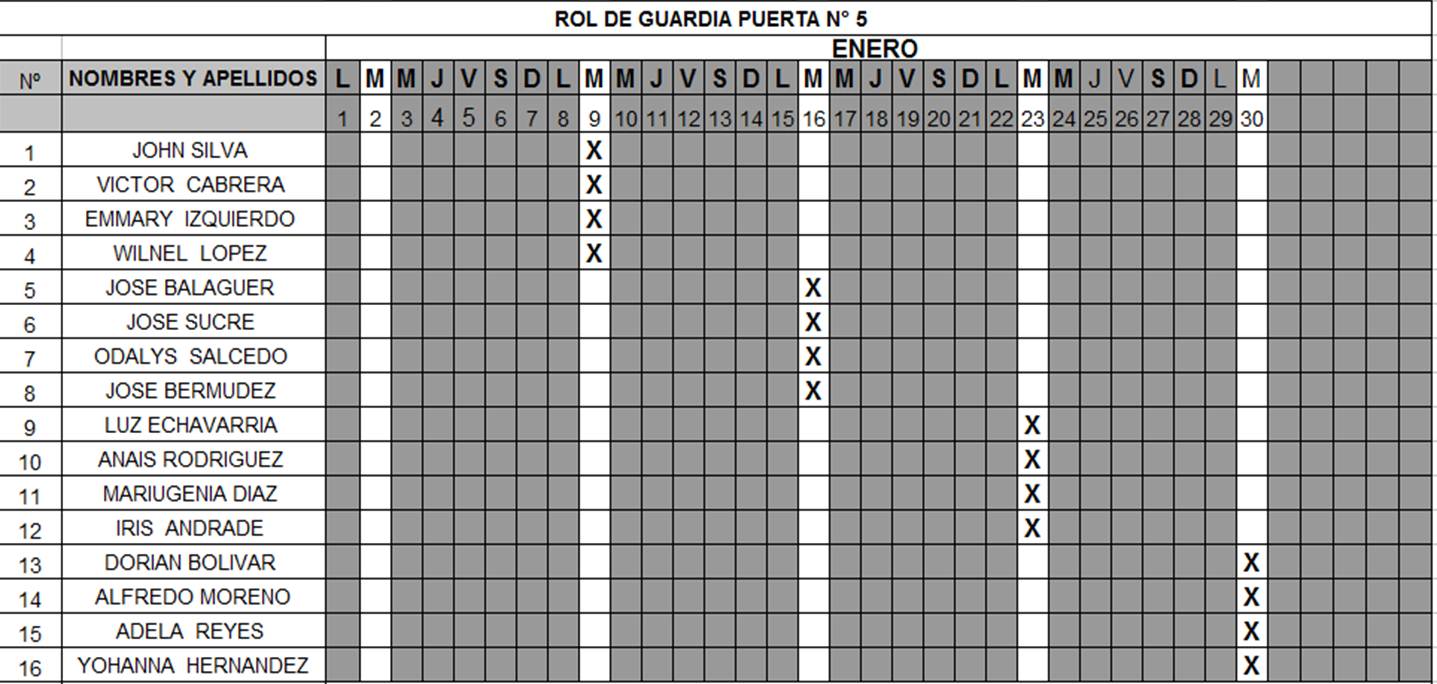 ROL DE GUARDIA PUERTA N° 5
ENERO
Nº NOMBRES Y APELLIDOS L M M J V S D L M M J V S D L M M J V S D L M M J V S D L M
1 2 3 4 5 6 7 8 9 10 11 12 13 14 15 16 17 18 19 20 21 22 23 24 25 26 27 28 29 30
1 JOHN SILVA X
2 VICTOR CABRERA X
3 EMMARY IZQUIERDO X
4 WILNEL LOPEZ X
5 JOSE BALAGUER X
6 JOSE SUCRE X
7 ODALYS SALCEDO X
8 JOSE BERMUDEZ X
9 LUZ ECHAVARRIA X
10 ANAIS RODRIGUEZ X
11 MARIUGENIA DIAZ X
12 IRIS ANDRADE X
13 DORIAN BOLIVAR X
14 ALFREDO MORENO X
15 ADELA REYES X
16 YOHANNA HERNANDEZ X